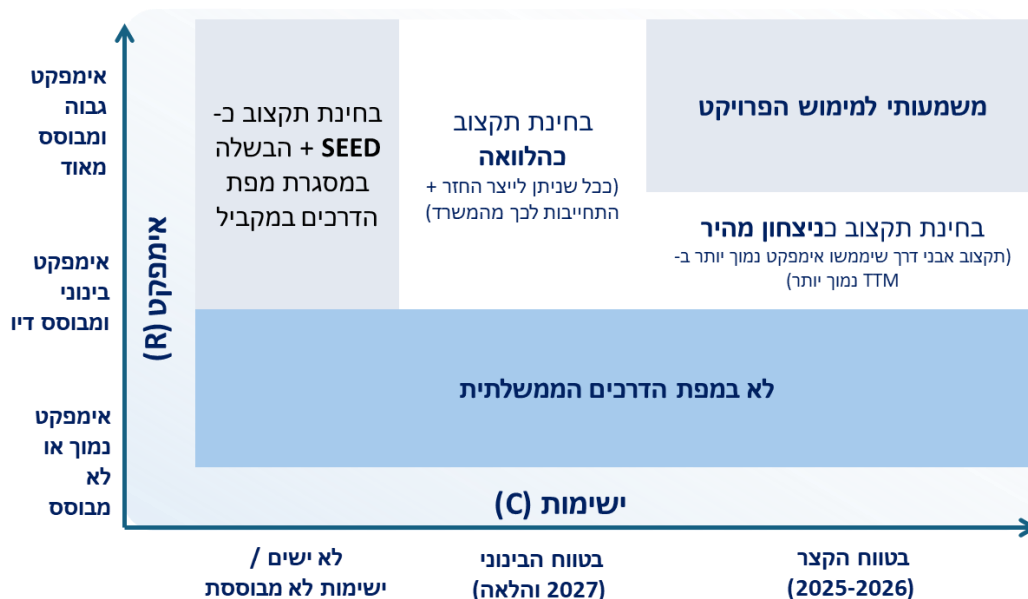 אימפקט (R)
אימפקט
גבוה
ומבוסס
מאוד
אימפקט
בינוני
ומבוסס דיו
אימפקט
נמוך או
לא
מבוסס
משמעותי למימוש הפרויקט
בחינת תקצוב כניצחון מהיר
(תקצוב אבני דרך שיממשו אימפקט נמוך יותר ב-
TTM נמוך יותר)
בחינת תקצוב
כהלוואה
(ככל שניתן לייצר החזר +
התחייבות לכך מהמשרד)
בחינת תקצוב כ-
SEED + הבשלה
במסגרת מפת
הדרכים במקביל
לא במפת הדרכים הממשלתית
ישימות (C)
בטווח הקצר
(2025-2026)
בטווח הבינוני
(2027 והלאה)
לא ישים /
ישימות לא מבוססת